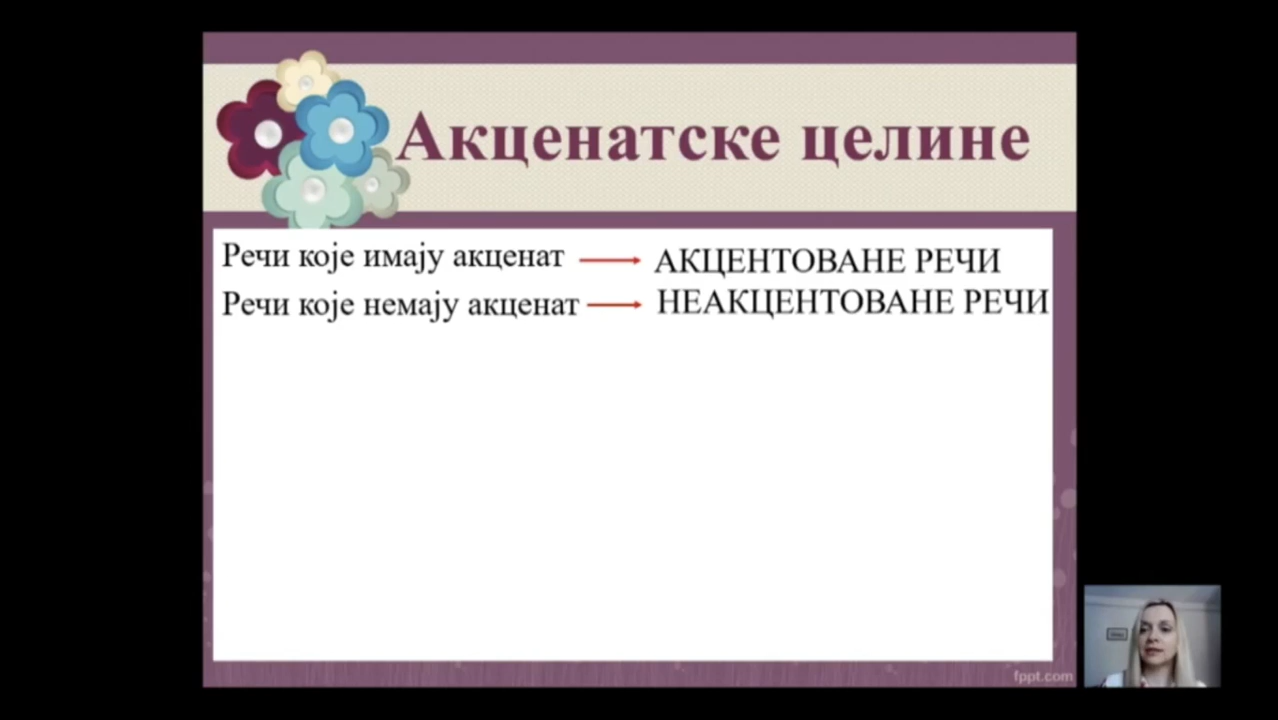 Акценатске целине
Речи које имају акценат
АКЦЕНТОВАНЕ РЕЧИ
Речи које немају акценат
НЕАКЦЕНТОВАНЕ РЕЧИ
fppt.com